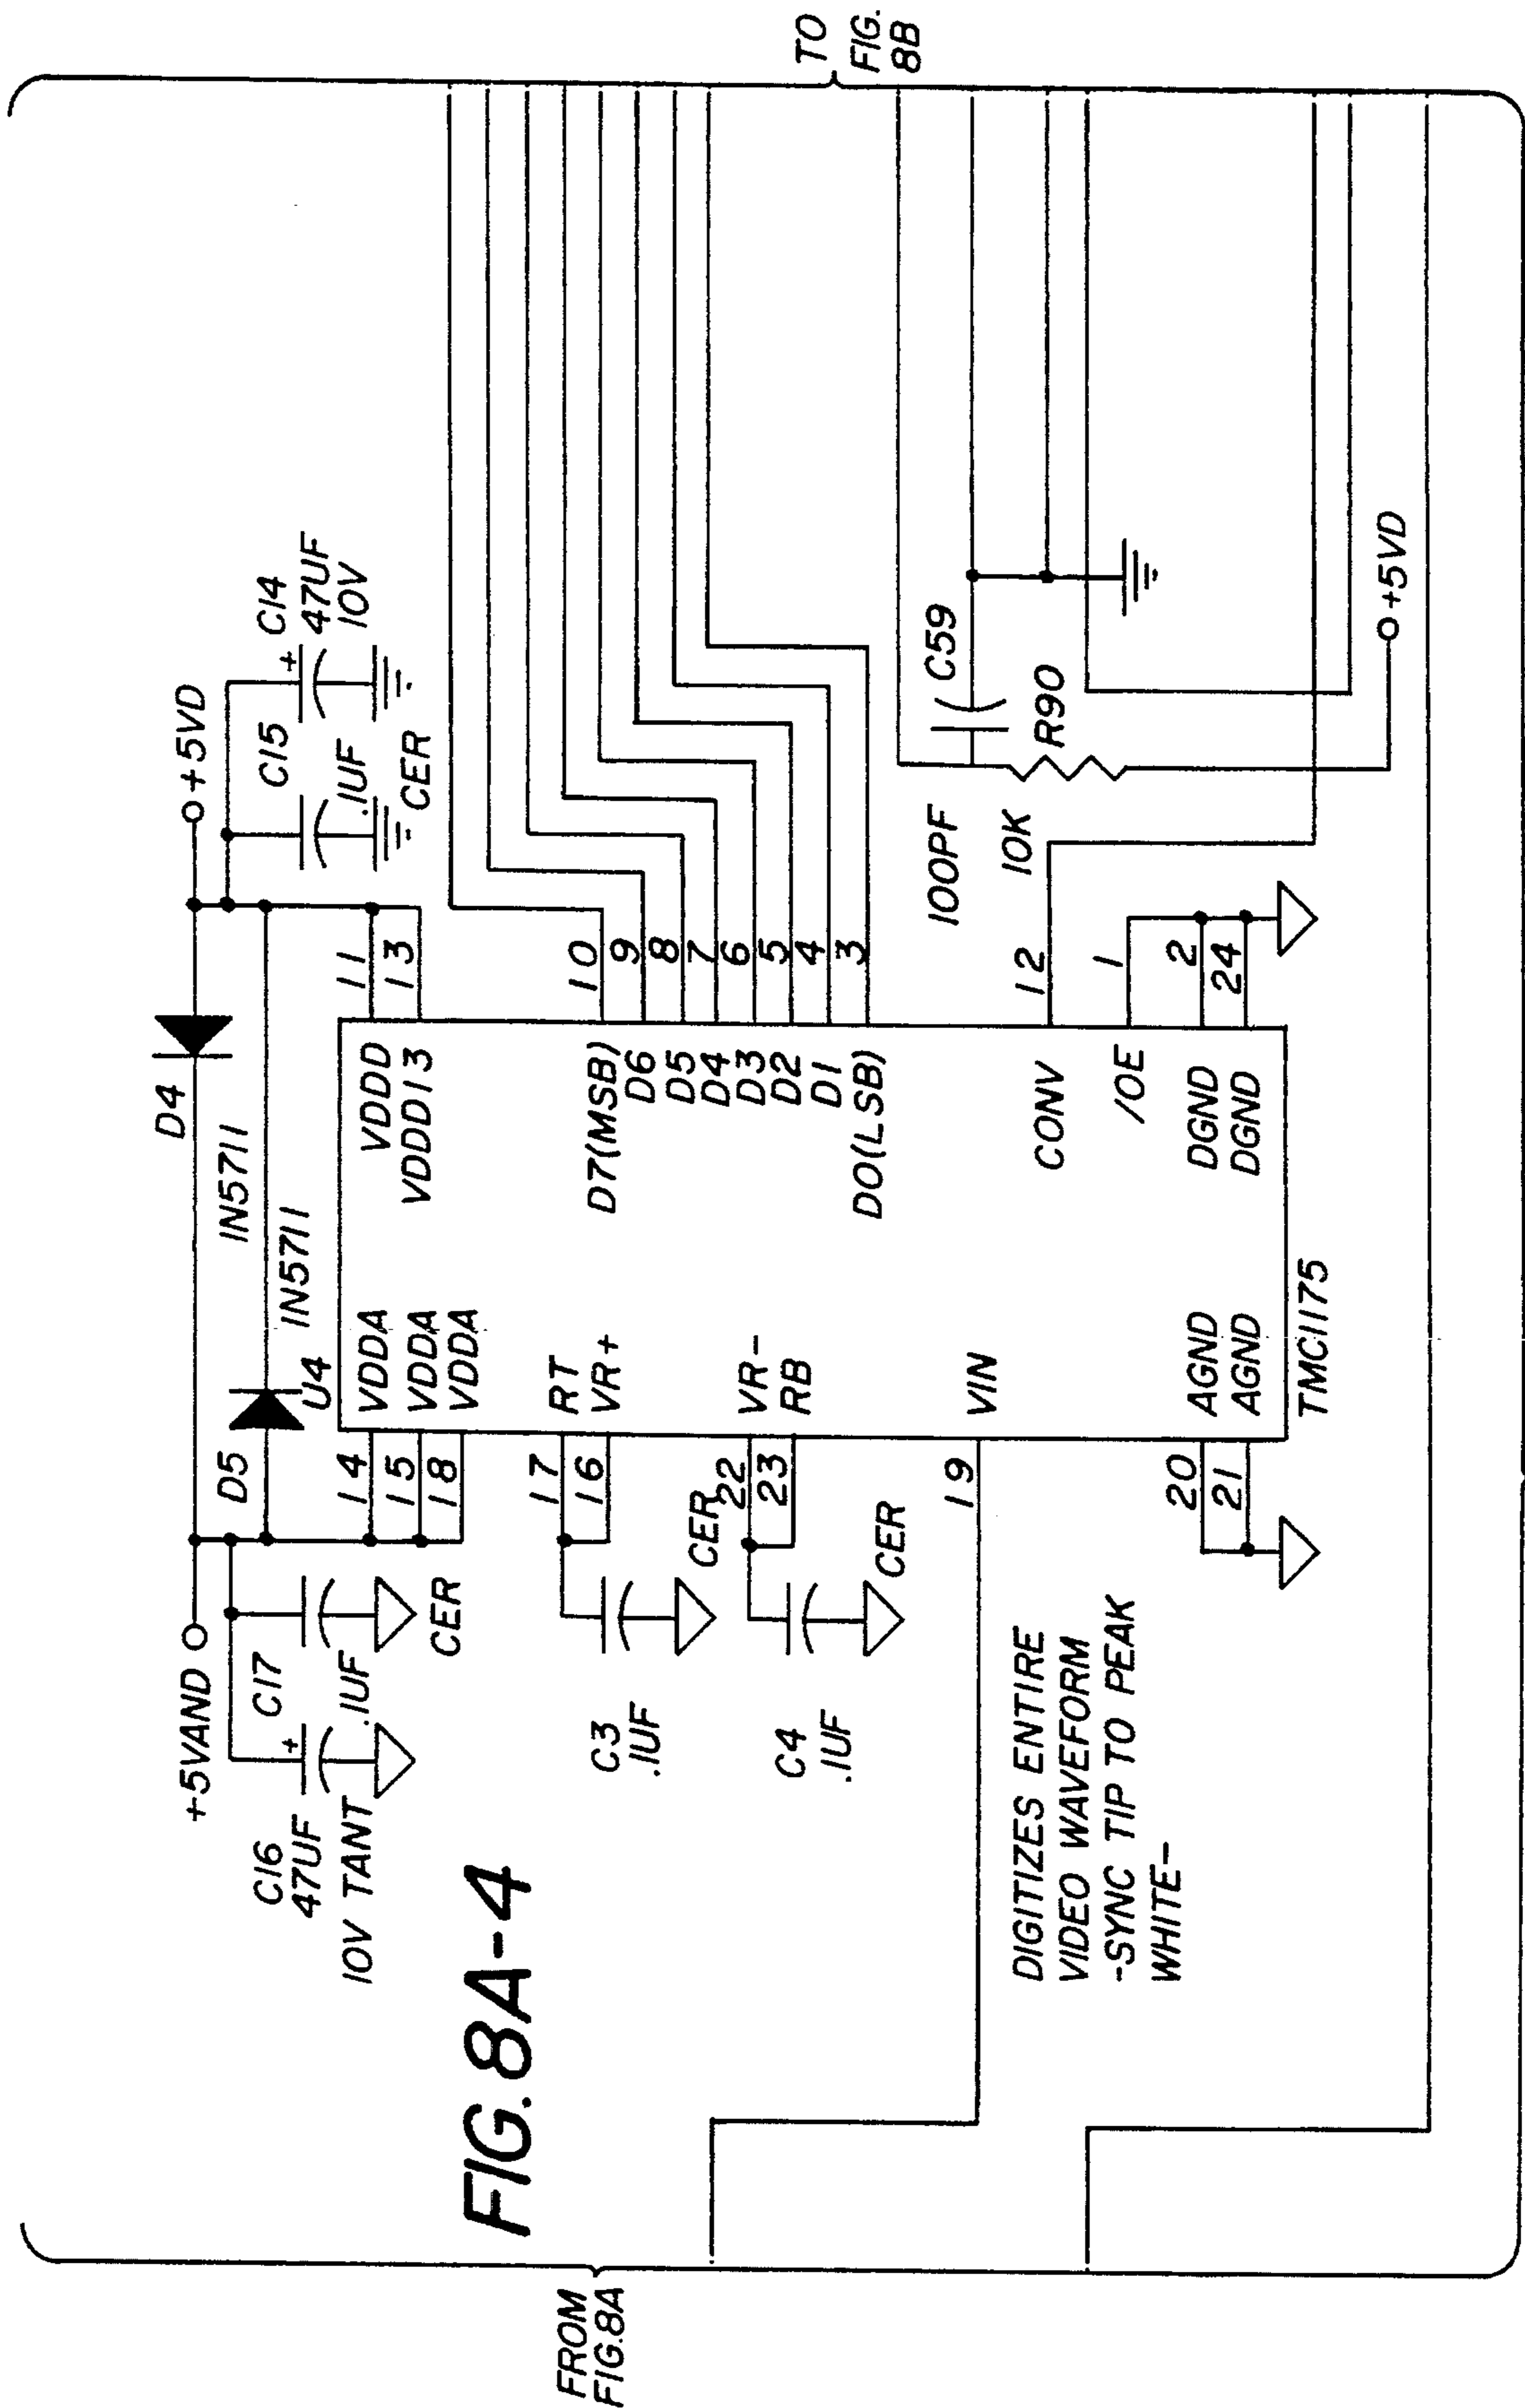 FIG. 8A-4
FROM
FIG.8A
TO
FIG.
8B
+5VAND
+5VD
D4
IN5711
D5
IN5711
C16
47UF
10V TANT
C17
.1UF
CER
C15
.1UF
CER
C14
+
47UF
10V
+
U4
14
15
18
17
16
22
23
19
20
21
VDDA
VDDA
VDDA
RT
VR+
VR-
RB
VIN
AGND
AGND
VDDD
VDDD13
D7(MSB)
D6
D5
D4
D3
D2
D1
DO(LSB)
CONV
/OE
DGND
DGND
11
13
10
9
8
7
6
5
4
3
12
1
2
24
TMC1175
C3
.1UF
CER
C4
.1UF
CER
DIGITIZES ENTIRE
VIDEO WAVEFORM
-SYNC TIP TO PEAK
WHITE-
100PF
C59
10K
R90
+5VD